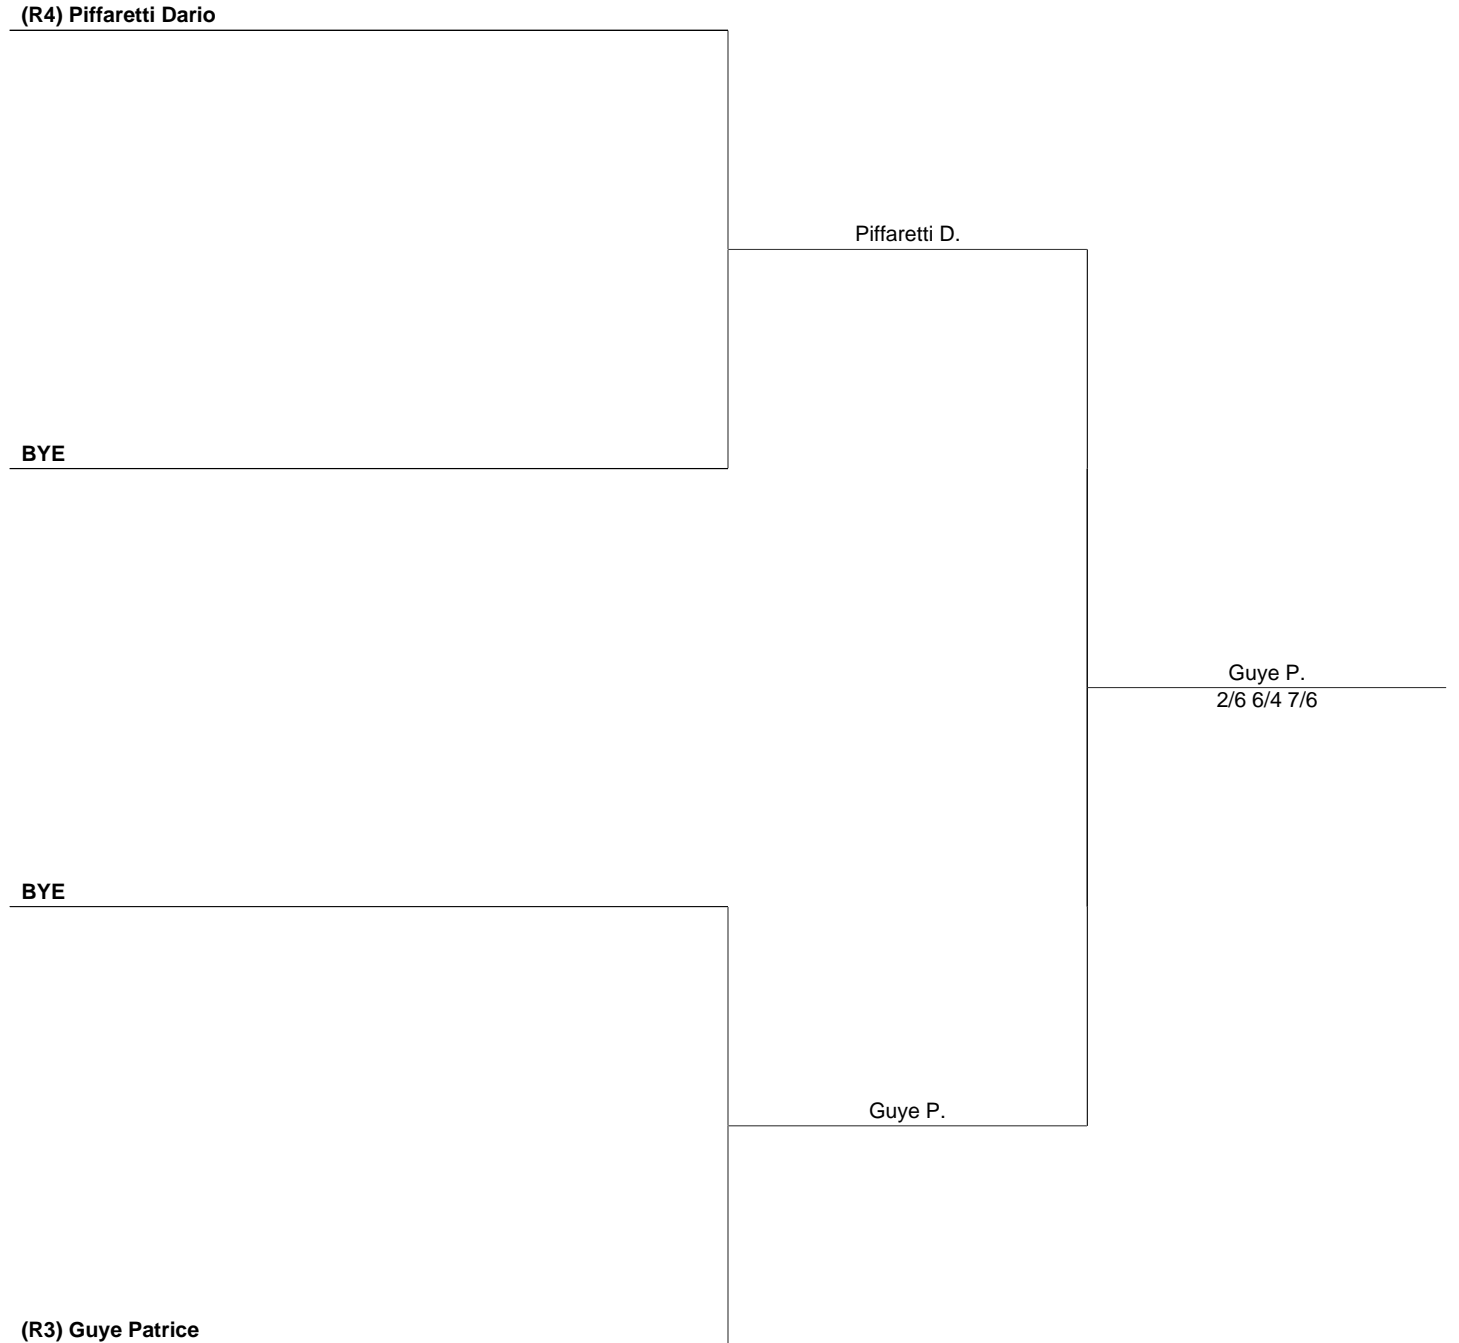 (R4) Piffaretti Dario
Piffaretti D.
BYE
Guye P.
2/6 6/4 7/6
BYE
Guye P.
(R3) Guye Patrice